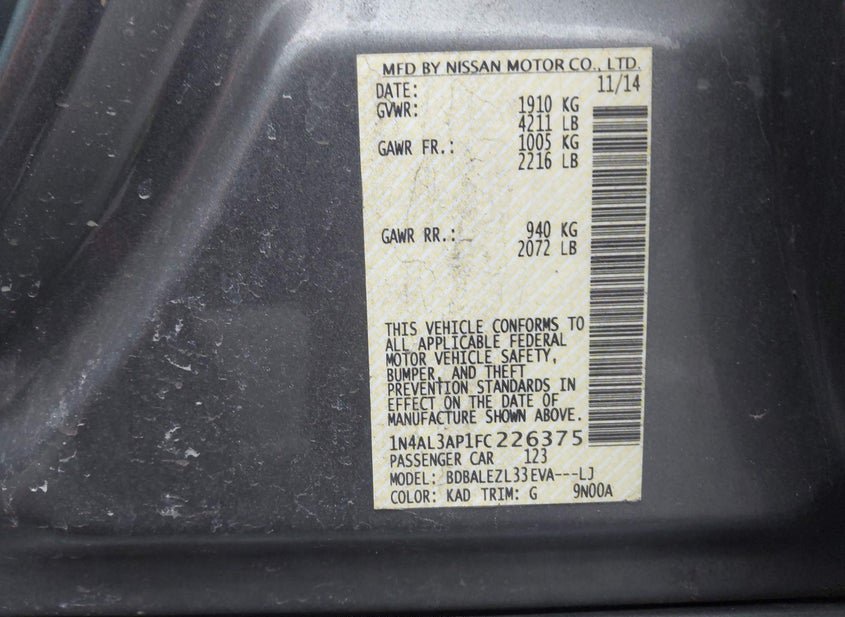 MFD BY NISSAN MOTOR CO., LTD.
DATE: 11/14
GVWR: 1910 KG
4211 LB
GAWR FR.: 1005 KG
2216 LB
GAWR RR.: 940 KG
2072 LB
THIS VEHICLE CONFORMS TO
ALL APPLICABLE FEDERAL
MOTOR VEHICLE SAFETY,
BUMPER, AND THEFT
PREVENTION STANDARDS IN
EFFECT ON THE DATE OF
MANUFACTURE SHOWN ABOVE.
1N4AL3AP1FC226375
PASSENGER CAR 123
MODEL: BDBALEZL33EVA---LJ
COLOR: KAD TRIM: G 9N00A